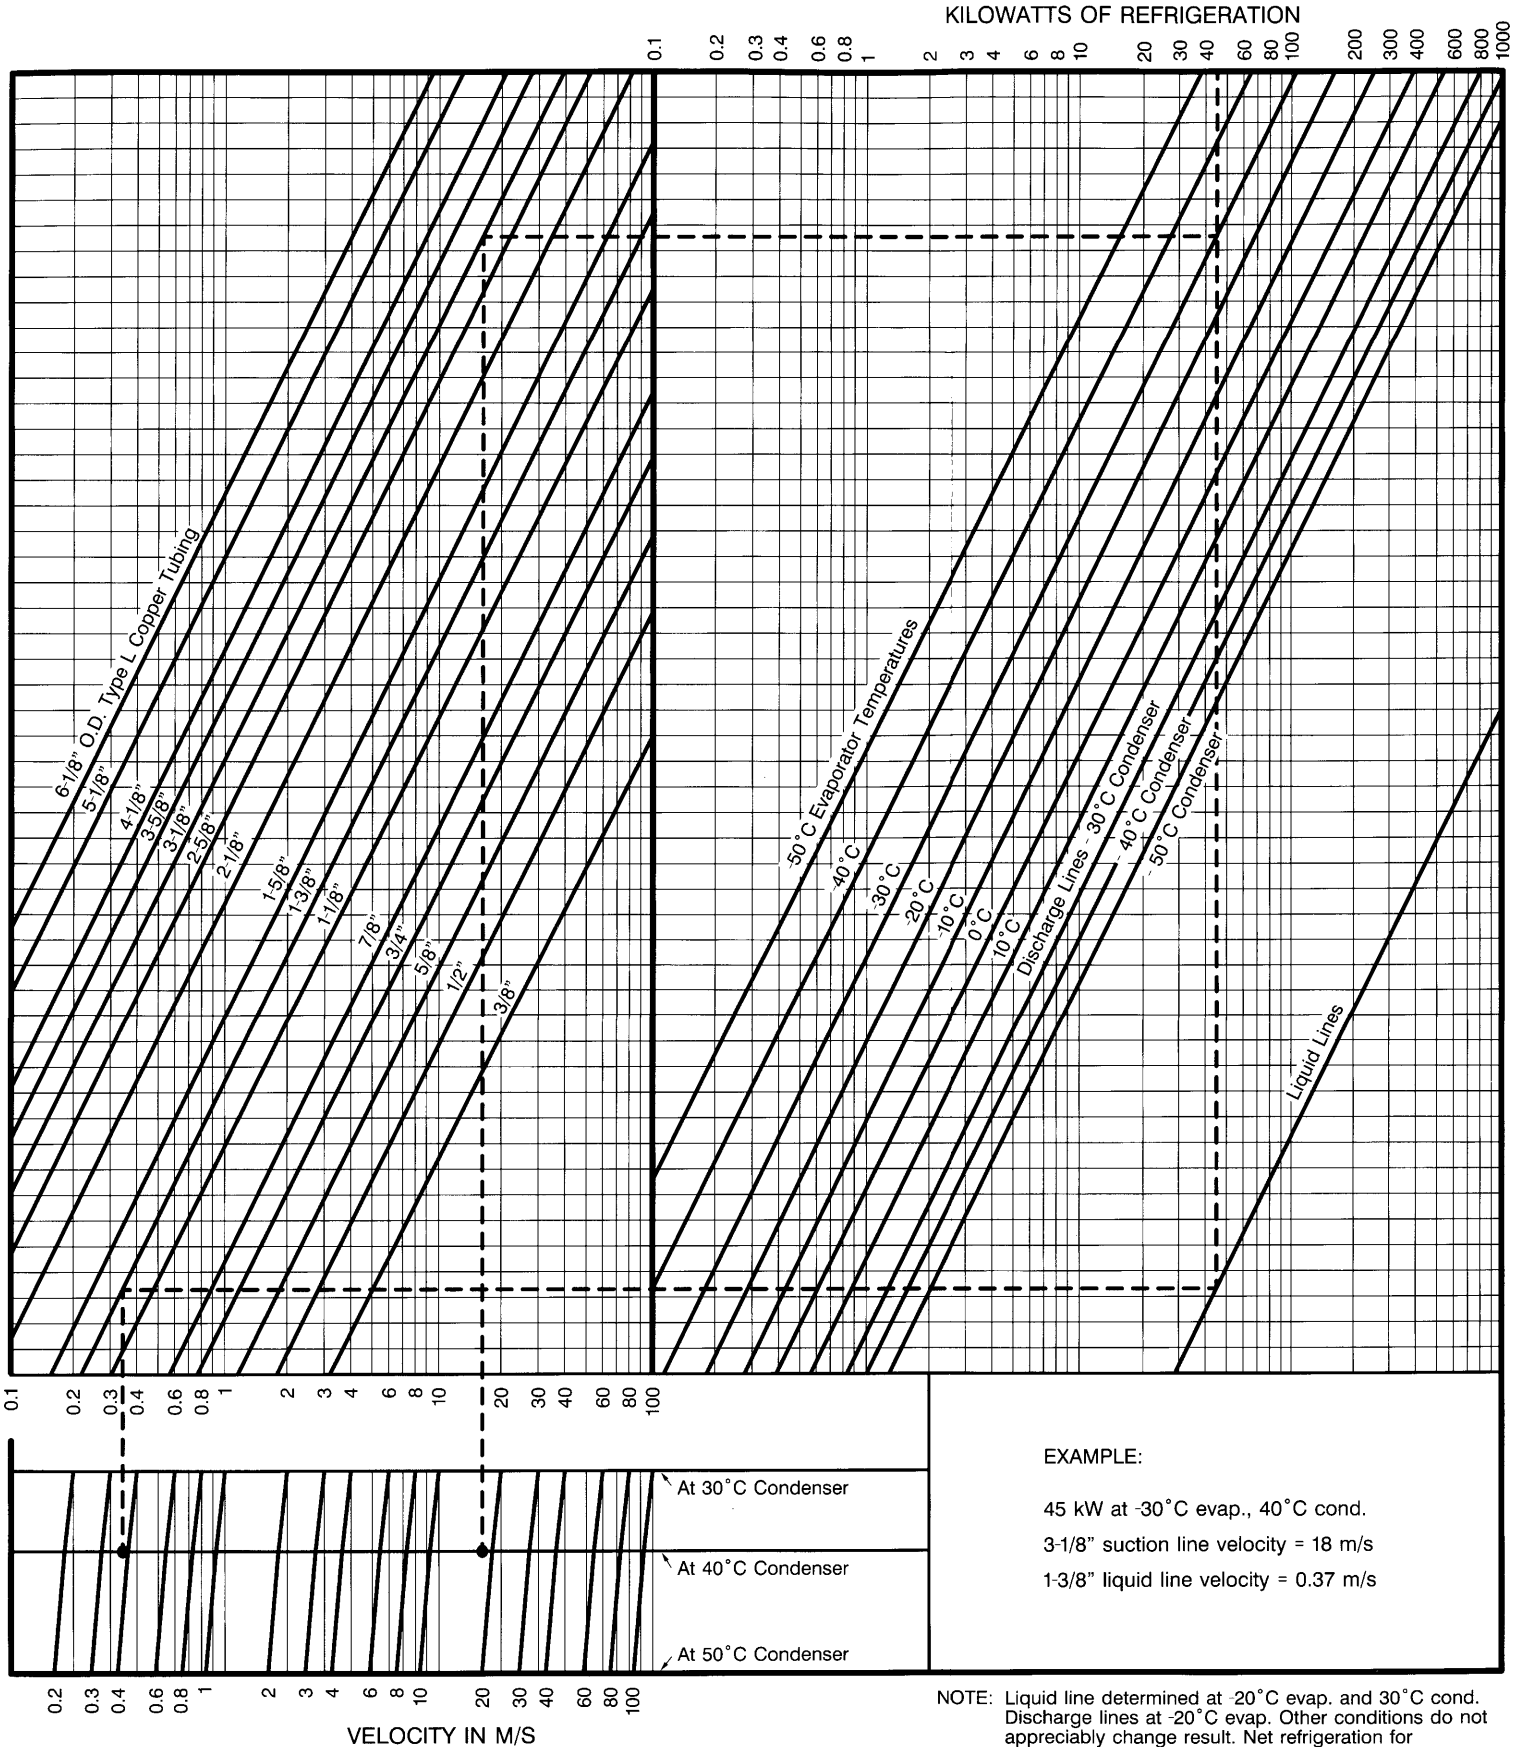 KILOWATTS OF REFRIGERATION
0.1 0.2 0.3 0.4 0.6 0.8 1 2 3 4 6 8 10 20 30 40 60 80 100 200 300 400 600 800 1000
6-1/8" O.D. Type L Copper Tubing
5-1/8"
4-1/8"
3-5/8"
3-1/8"
2-5/8"
2-1/8"
1-5/8"
1-3/8"
1-1/8"
7/8"
3/4"
5/8"
1/2"
3/8"
-50°C Evaporator Temperatures
-40°C
-30°C
-20°C
-10°C
0°C
10°C
Discharge Lines - 30°C Condenser
- 40°C Condenser
- 50°C Condenser
Liquid Lines
0.1 0.2 0.3 0.4 0.6 0.8 1 2 3 4 6 8 10 20 30 40 60 80 100
At 30°C Condenser
At 40°C Condenser
At 50°C Condenser
0.2 0.3 0.4 0.6 0.8 1 2 3 4 6 8 10 20 30 40 60 80 100
VELOCITY IN M/S
EXAMPLE:
45 kW at -30°C evap., 40°C cond.
3-1/8" suction line velocity = 18 m/s
1-3/8" liquid line velocity = 0.37 m/s
NOTE: Liquid line determined at -20°C evap. and 30°C cond.
Discharge lines at -20°C evap. Other conditions do not
appreciably change result. Net refrigeration for